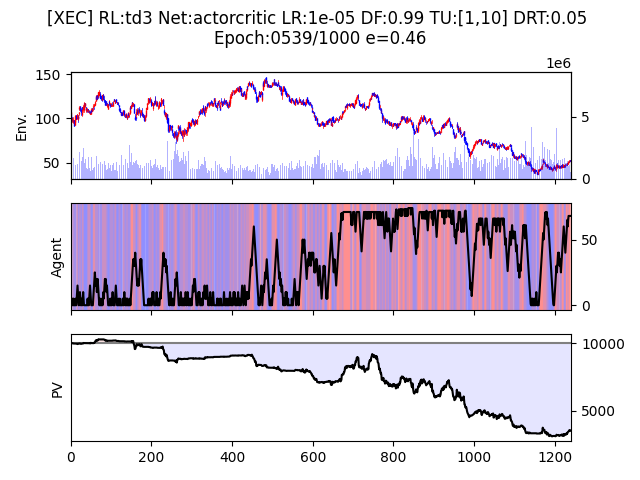 [XEC] RL:td3 Net:actorcritic LR:1e-05 DF:0.99 TU:[1,10] DRT:0.05
Epoch:0539/1000 e=0.46
1e6
150
100
50
5
0
Env.
50
0
Agent
10000
5000
PV
0 200 400 600 800 1000 1200